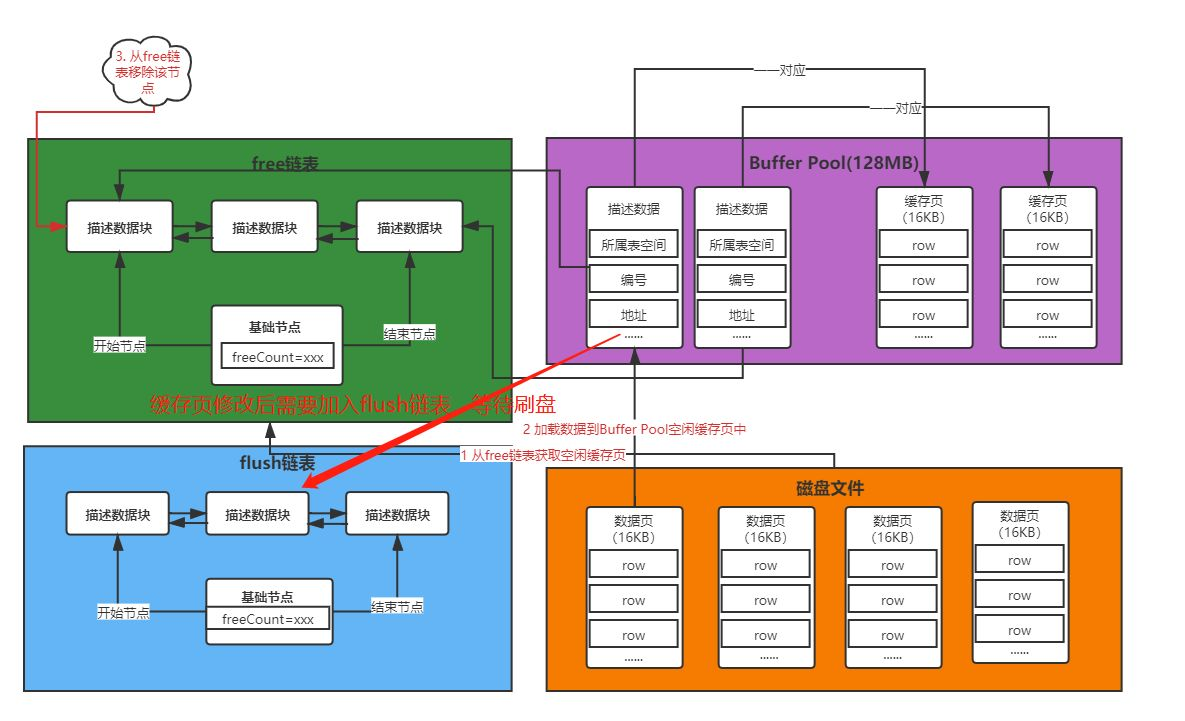 3. 从free链
表移除该节
点
一一对应
一一对应
free链表
描述数据块
描述数据块
描述数据块
基础节点
freeCount=xxx
开始节点
结束节点
Buffer Pool(128MB)
描述数据
所属表空间
编号
地址
......
描述数据
所属表空间
编号
地址
......
缓存页
（16KB）
row
row
row
......
缓存页
（16KB）
row
row
row
......
缓存页修改后需要加入flush链表，等待刷盘
2 加载数据到Buffer Pool空闲缓存页中
1 从free链表获取空闲缓存页
flush链表
描述数据块
描述数据块
描述数据块
基础节点
freeCount=xxx
开始节点
结束节点
磁盘文件
数据页
（16KB）
row
row
row
......
数据页
（16KB）
row
row
row
......
数据页
（16KB）
row
row
row
......
数据页
（16KB）
row
row
row
......